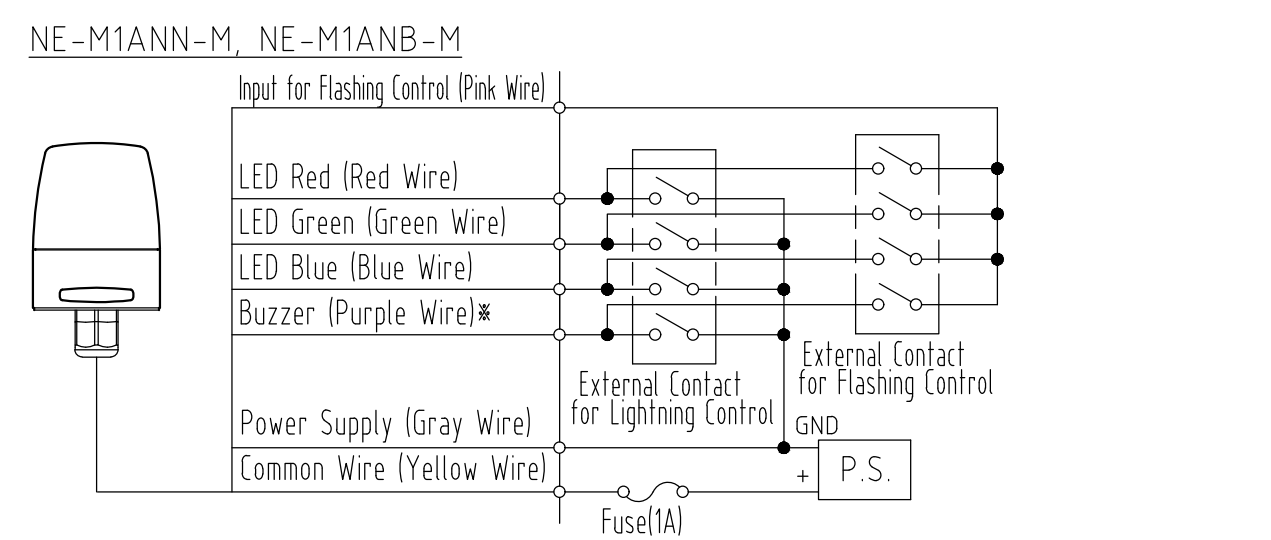 NE-M1ANN-M, NE-M1ANB-M
Input for Flashing Control (Pink Wire)
LED Red (Red Wire)
LED Green (Green Wire)
LED Blue (Blue Wire)
Buzzer (Purple Wire)※
External Contact
for Flashing Control
External Contact
for Lightning Control
Power Supply (Gray Wire)
GND
Common Wire (Yellow Wire)
+
P.S.
Fuse(1A)